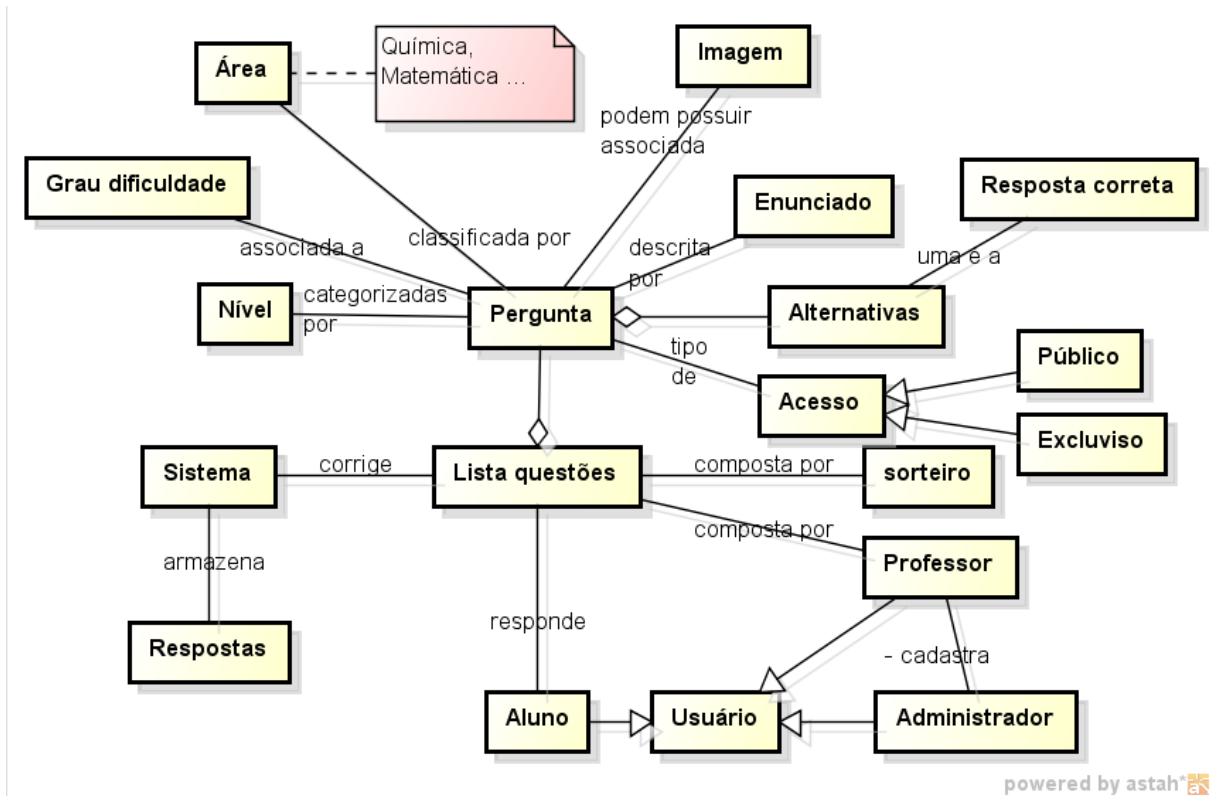 Química,
Matemática ...
Área
Imagem
podem possuir
associada
Grau dificuldade
Enunciado
Resposta correta
associada a
classificada por
descrita
por
uma e a
Nível
categorizadas
por
Pergunta
Alternativas
tipo
de
Público
Acesso
Excluviso
Sistema
corrige
Lista questões
composta por
sorteiro
composta por
armazena
Professor
responde
Respostas
- cadastra
Aluno
Usuário
Administrador
powered by astah*